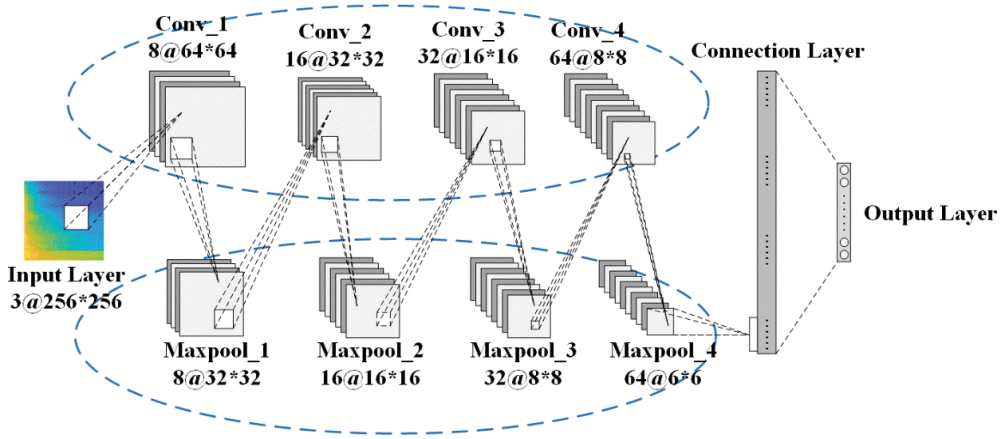 Conv_1
8@64*64
Conv_2
16@32*32
Conv_3
32@16*16
Conv_4
64@8*8
Connection Layer
Input Layer
3@256*256
Output Layer
Maxpool_1
8@32*32
Maxpool_2
16@16*16
Maxpool_3
32@8*8
Maxpool_4
64@6*6